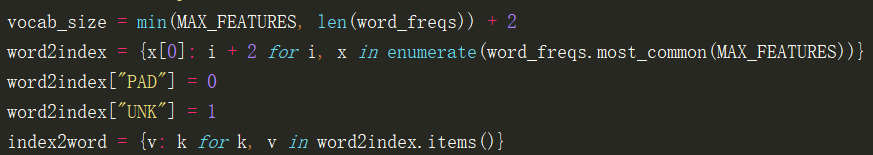 vocab_size = min(MAX_FEATURES, len(word_freqs)) + 2
word2index = {x[0]: i + 2 for i, x in enumerate(word_freqs.most_common(MAX_FEATURES))}
word2index["PAD"] = 0
word2index["UNK"] = 1
index2word = {v: k for k, v in word2index.items()}